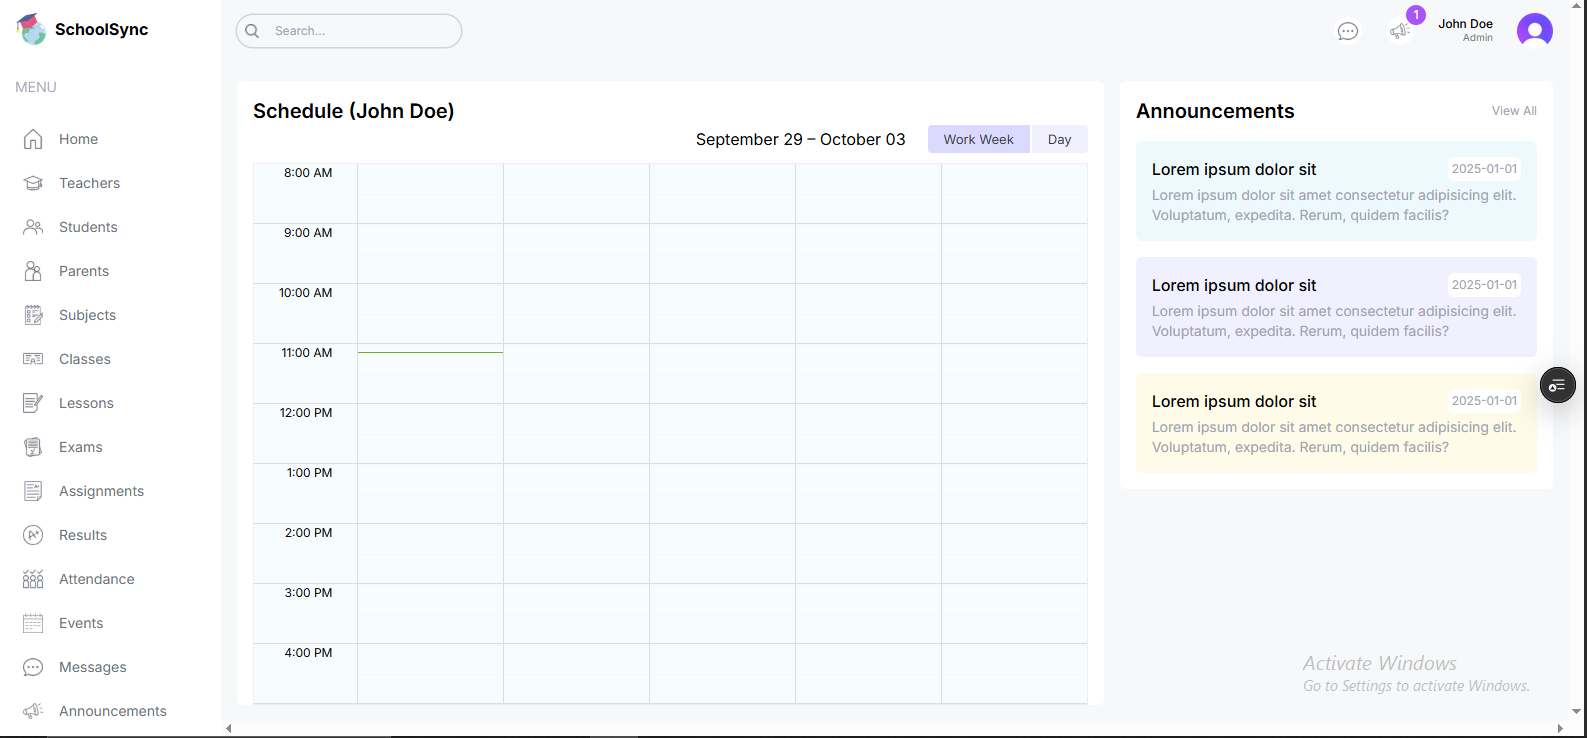 SchoolSync
Search...
1
John Doe
Admin
MENU
Home
Teachers
Students
Parents
Subjects
Classes
Lessons
Exams
Assignments
Results
Attendance
Events
Messages
Announcements
Schedule (John Doe)
September 29 – October 03
Work Week
Day
8:00 AM
9:00 AM
10:00 AM
11:00 AM
12:00 PM
1:00 PM
2:00 PM
3:00 PM
4:00 PM
Announcements
View All
Lorem ipsum dolor sit
2025-01-01
Lorem ipsum dolor sit amet consectetur adipisicing elit.
Voluptatum, expedita. Rerum, quidem facilis?
Lorem ipsum dolor sit
2025-01-01
Lorem ipsum dolor sit amet consectetur adipisicing elit.
Voluptatum, expedita. Rerum, quidem facilis?
Lorem ipsum dolor sit
2025-01-01
Lorem ipsum dolor sit amet consectetur adipisicing elit.
Voluptatum, expedita. Rerum, quidem facilis?
Activate Windows
Go to Settings to activate Windows.